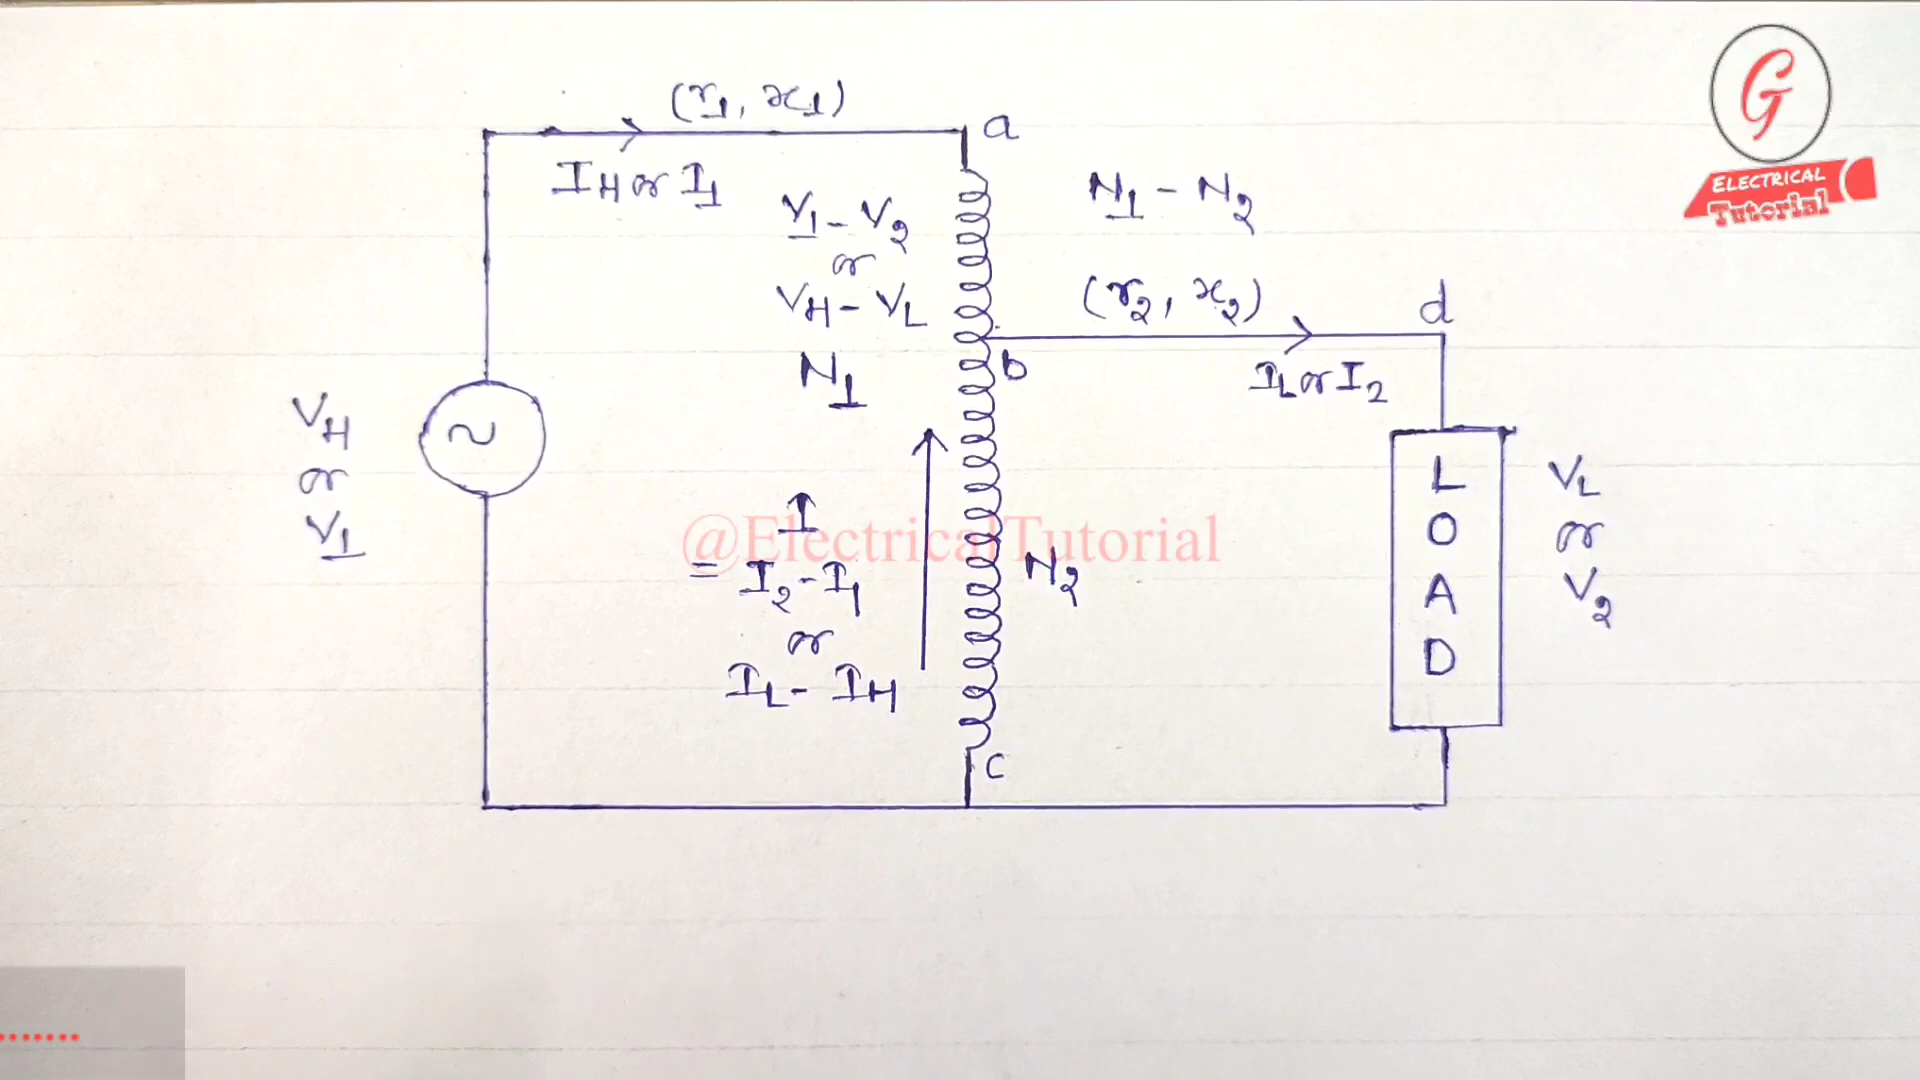 (r1, x1)
a
IH or I1
V1 - V2
or
VH - VL
N1
N1 - N2
(r2, x2)
d
b
IL or I2
VH
or
V1
I
= I2 - I1
or
IL - IH
N2
c
L
O
A
D
VL
or
V2
@ElectricalTutorial
G
ELECTRICAL
Tutorial